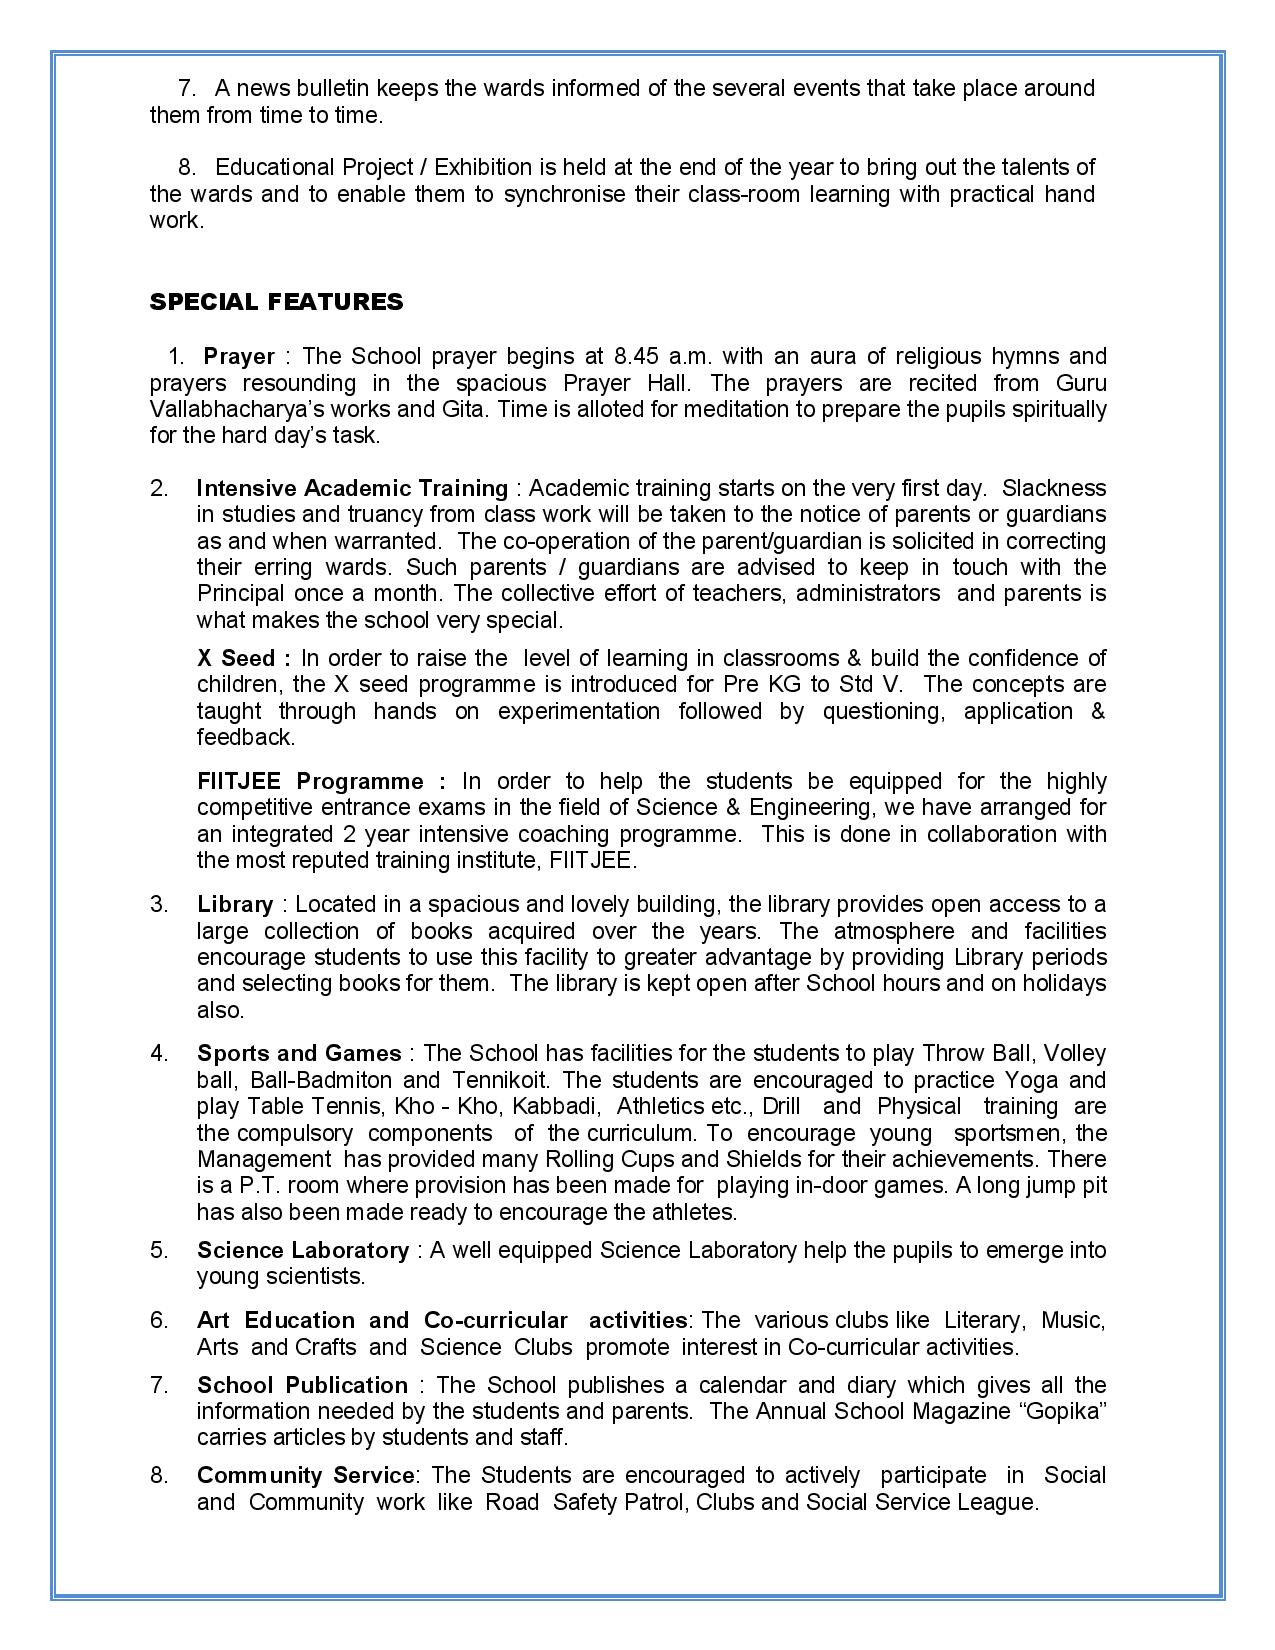 7. A news bulletin keeps the wards informed of the several events that take place around
them from time to time.
8. Educational Project / Exhibition is held at the end of the year to bring out the talents of
the wards and to enable them to synchronise their class-room learning with practical hand
work.
SPECIAL FEATURES
1. Prayer : The School prayer begins at 8.45 a.m. with an aura of religious hymns and
prayers resounding in the spacious Prayer Hall. The prayers are recited from Guru
Vallabhacharya’s works and Gita. Time is alloted for meditation to prepare the pupils spiritually
for the hard day’s task.
2. Intensive Academic Training : Academic training starts on the very first day. Slackness
in studies and truancy from class work will be taken to the notice of parents or guardians
as and when warranted. The co-operation of the parent/guardian is solicited in correcting
their erring wards. Such parents / guardians are advised to keep in touch with the
Principal once a month. The collective effort of teachers, administrators and parents is
what makes the school very special.
X Seed : In order to raise the level of learning in classrooms & build the confidence of
children, the X seed programme is introduced for Pre KG to Std V. The concepts are
taught through hands on experimentation followed by questioning, application &
feedback.
FIITJEE Programme : In order to help the students be equipped for the highly
competitive entrance exams in the field of Science & Engineering, we have arranged for
an integrated 2 year intensive coaching programme. This is done in collaboration with
the most reputed training institute, FIITJEE.
3. Library : Located in a spacious and lovely building, the library provides open access to a
large collection of books acquired over the years. The atmosphere and facilities
encourage students to use this facility to greater advantage by providing Library periods
and selecting books for them. The library is kept open after School hours and on holidays
also.
4. Sports and Games : The School has facilities for the students to play Throw Ball, Volley
ball, Ball-Badmiton and Tennikoit. The students are encouraged to practice Yoga and
play Table Tennis, Kho - Kho, Kabbadi, Athletics etc., Drill and Physical training are
the compulsory components of the curriculum. To encourage young sportsmen, the
Management has provided many Rolling Cups and Shields for their achievements. There
is a P.T. room where provision has been made for playing in-door games. A long jump pit
has also been made ready to encourage the athletes.
5. Science Laboratory : A well equipped Science Laboratory help the pupils to emerge into
young scientists.
6. Art Education and Co-curricular activities: The various clubs like Literary, Music,
Arts and Crafts and Science Clubs promote interest in Co-curricular activities.
7. School Publication : The School publishes a calendar and diary which gives all the
information needed by the students and parents. The Annual School Magazine “Gopika”
carries articles by students and staff.
8. Community Service: The Students are encouraged to actively participate in Social
and Community work like Road Safety Patrol, Clubs and Social Service League.